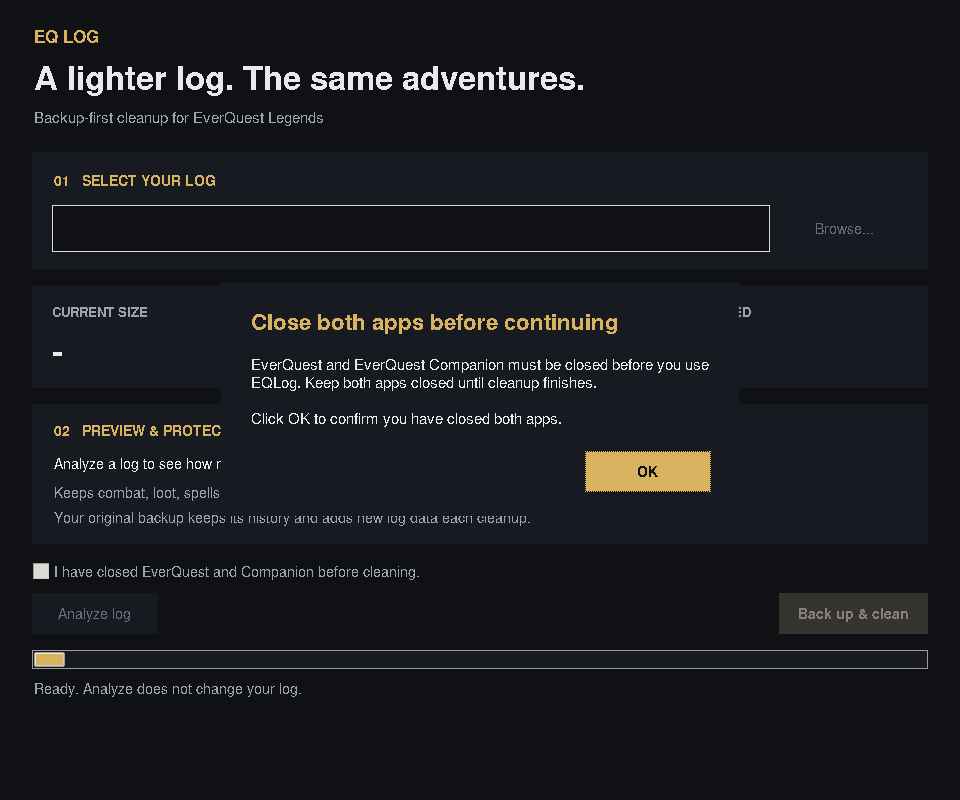 EQ LOG
A lighter log. The same adventures.
Backup-first cleanup for EverQuest Legends
01 SELECT YOUR LOG
Browse...
CURRENT SIZE
ED
-
Close both apps before continuing
EverQuest and EverQuest Companion must be closed before you use
EQLog. Keep both apps closed until cleanup finishes.
Click OK to confirm you have closed both apps.
OK
02 PREVIEW & PROTEC
Analyze a log to see how r
Keeps combat, loot, spells
Your original backup keeps its history and adds new log data each cleanup.
I have closed EverQuest and Companion before cleaning.
Analyze log
Back up & clean
Ready. Analyze does not change your log.